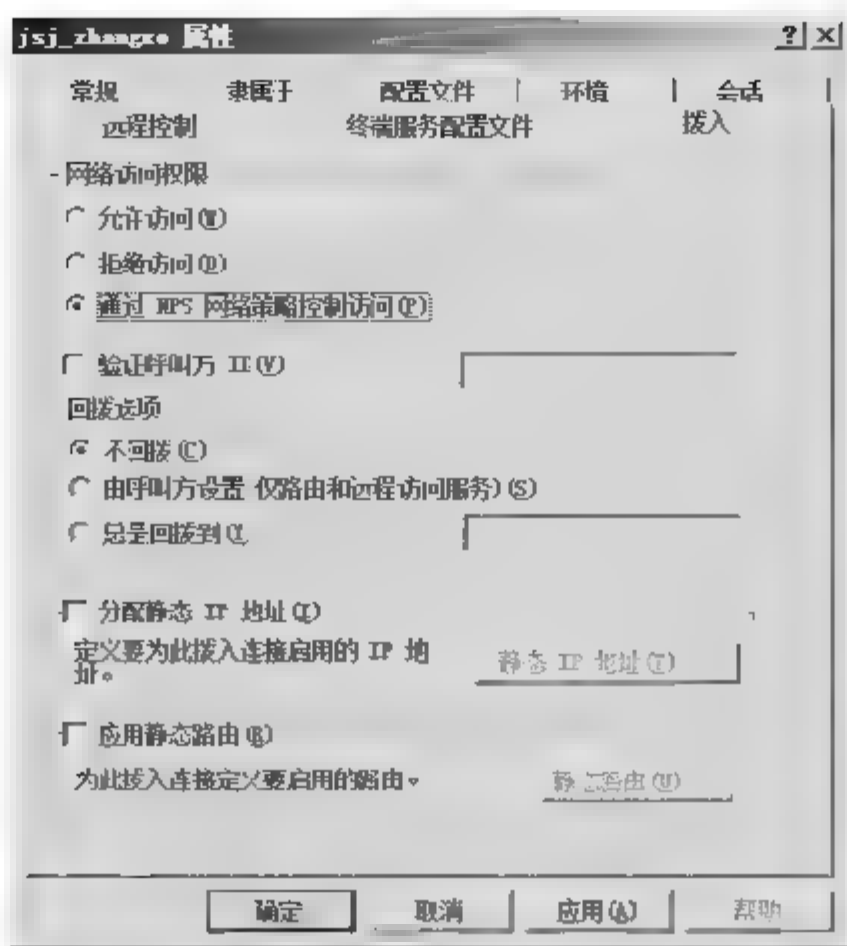 jsj_zhangxe 属性
常规 隶属于 配置文件 环境 会话
远程控制 终端服务配置文件 拨入
网络访问权限
允许访问(W)
拒绝访问(D)
通过 NPS 网络策略控制访问(P)
验证呼叫方 ID(V)
回拨选项
不回拨(C)
由呼叫方设置 仅路由和远程访问服务)(S)
总是回拨到(Y
分配静态 IP 地址(I)
定义要为此拨入连接启用的 IP 地
址。
静态 IP 地址(T)
应用静态路由(R)
为此拨入连接定义要启用的路由。
静态路由(U)
确定 取消 应用(A) 帮助